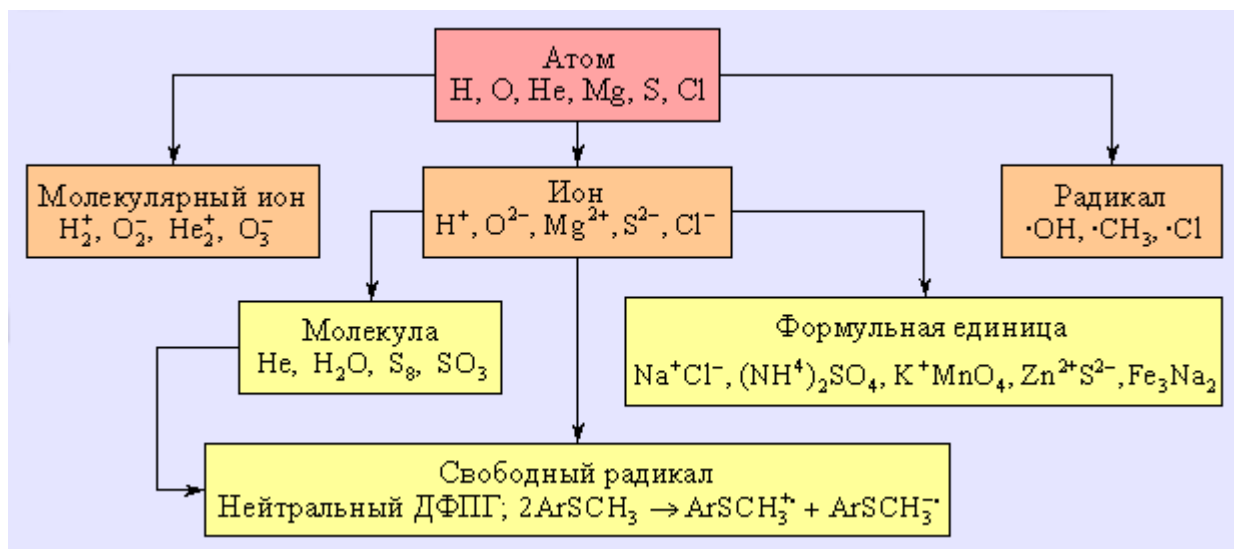 Атом
H, O, He, Mg, S, Cl
Молекулярный ион
H₂⁺, O₂⁻, He₂⁺, O₃⁻
Ион
H⁺, O²⁻, Mg²⁺, S²⁻, Cl⁻
Радикал
·OH, ·CH₃, ·Cl
Молекула
He, H₂O, S₈, SO₃
Формульная единица
Na⁺Cl⁻, (NH⁴)₂SO₄, K⁺MnO₄, Zn²⁺S²⁻, Fe₃Na₂
Свободный радикал
Нейтральный ДФПГ; 2ArSCH₃ → ArSCH₃⁺· + ArSCH₃⁻·